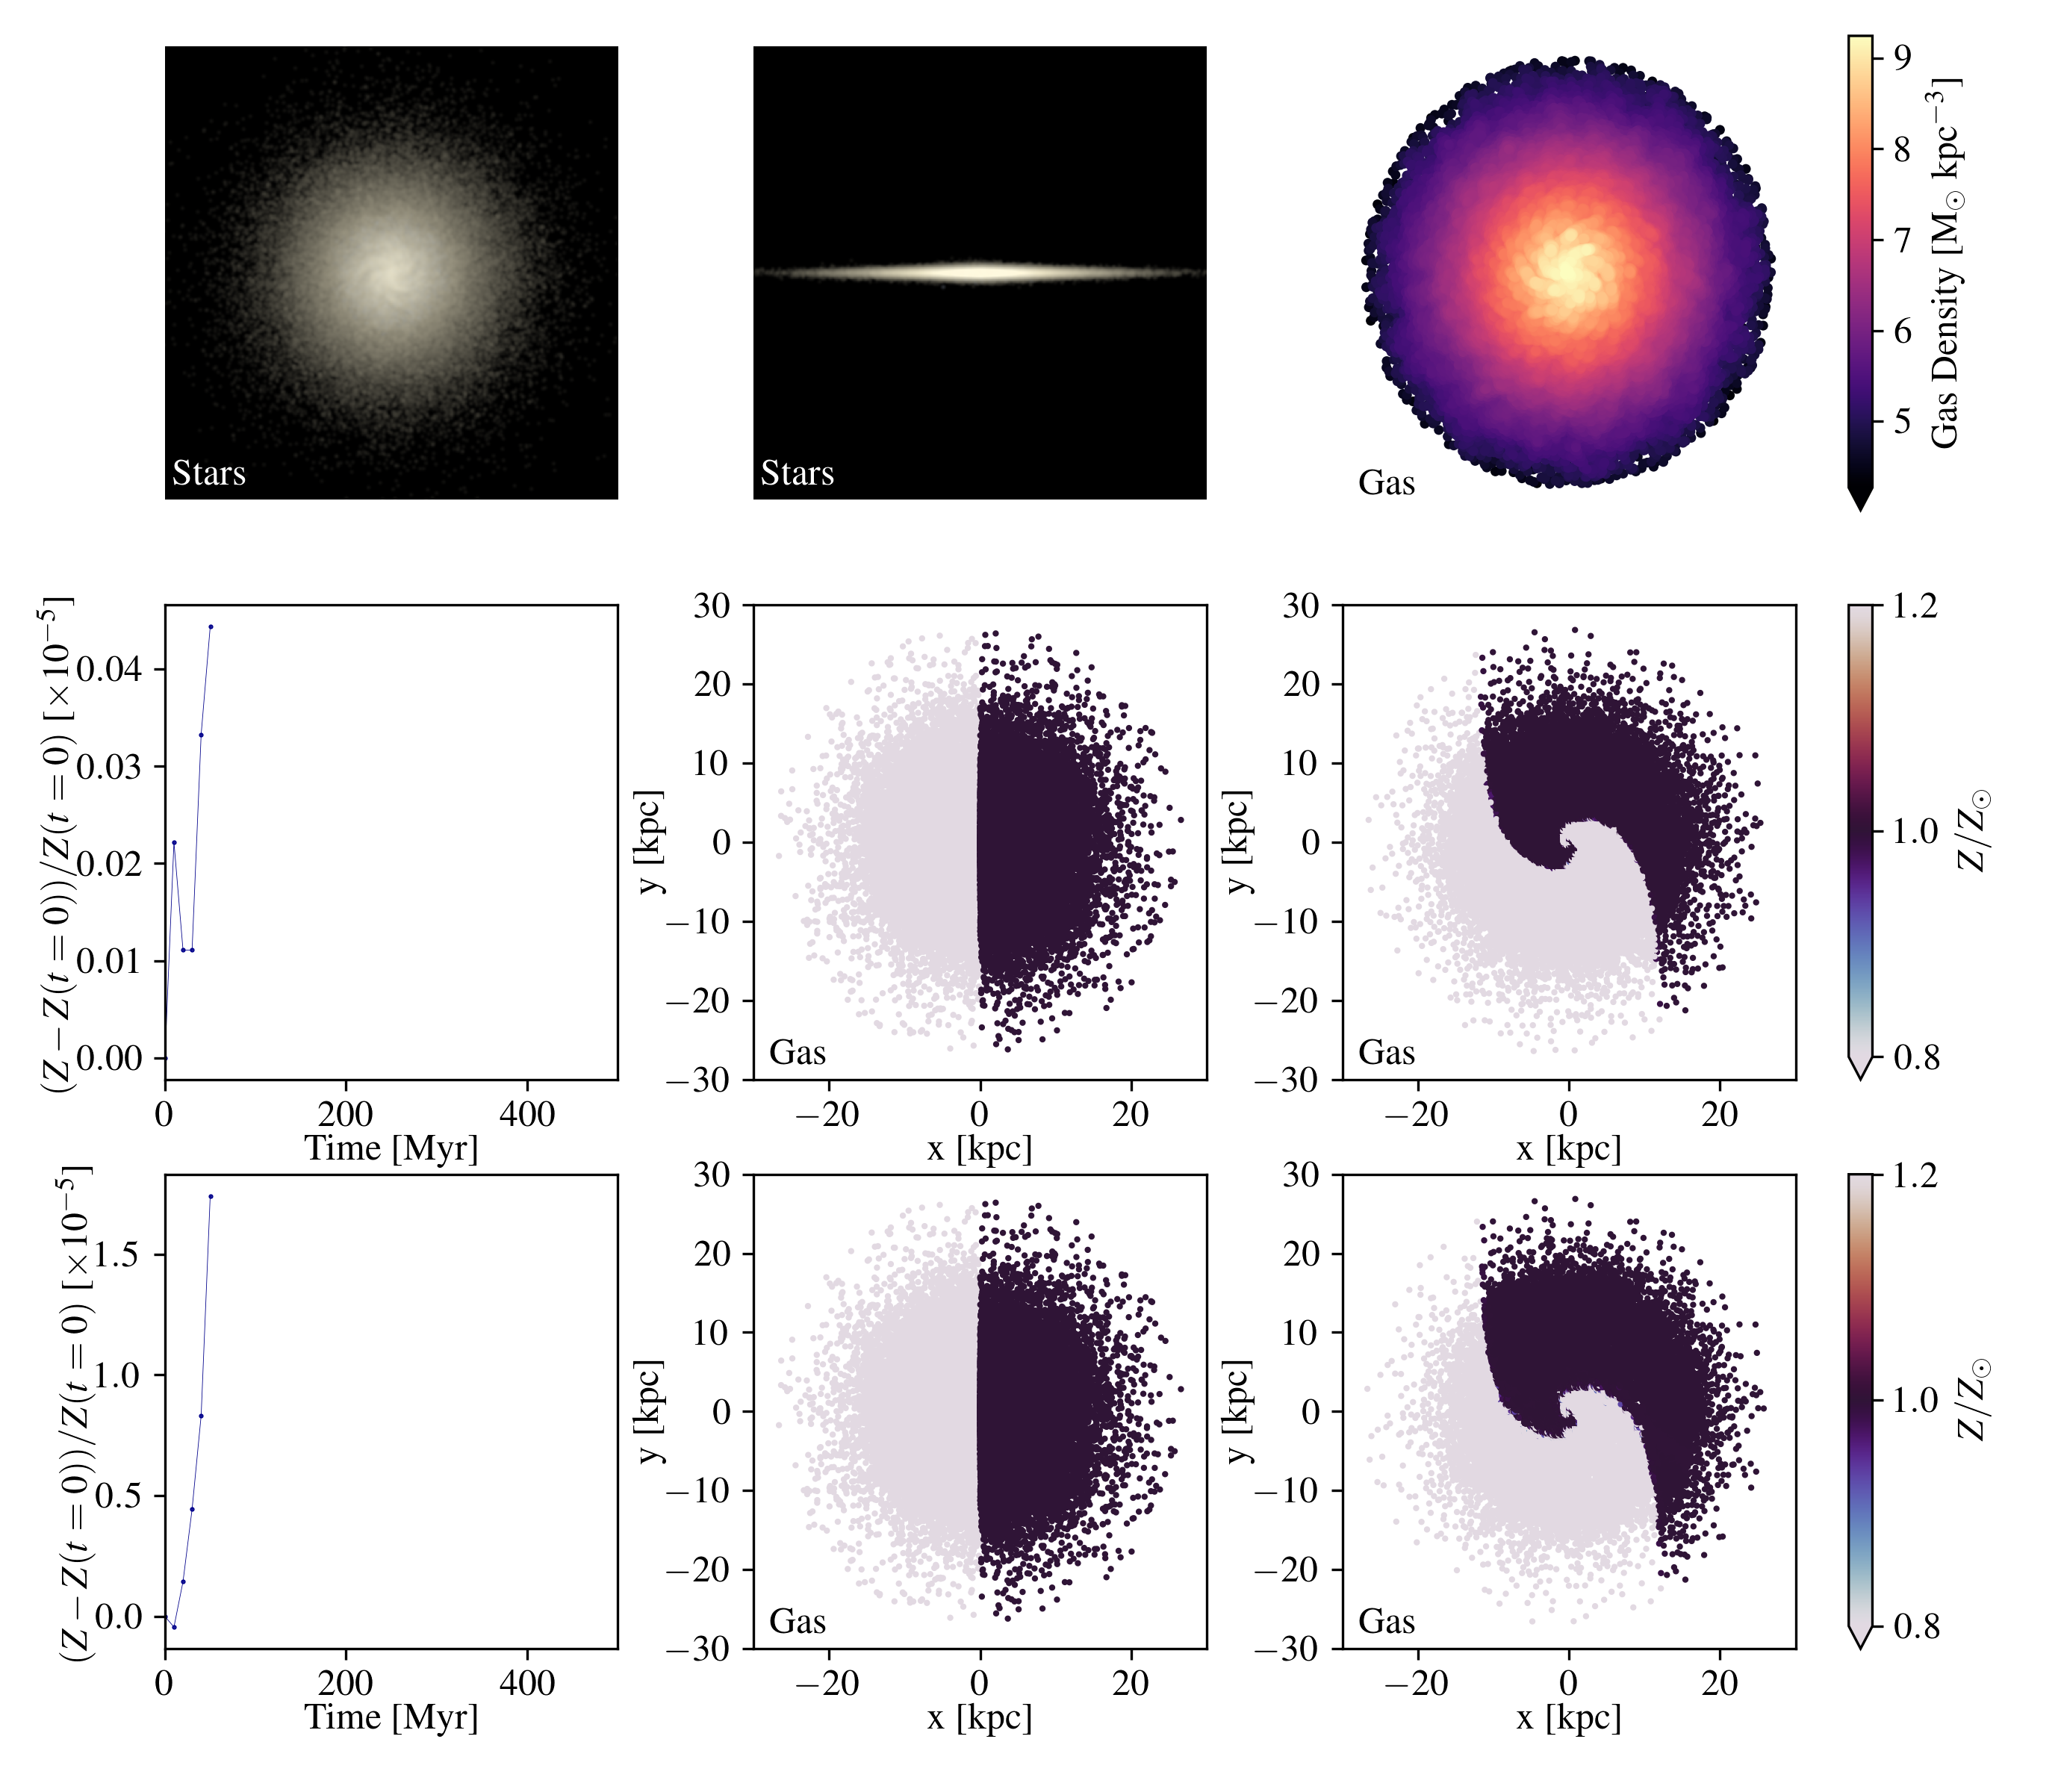 Stars
Stars
Gas
9
8
7
6
5
Gas Density [M⊙ kpc⁻³]
0.04
0.03
0.02
0.01
0.00
(Z−Z(t=0))/Z(t=0) [×10⁻⁵]
0 200 400
Time [Myr]
30
20
10
0
−10
−20
−30
y [kpc]
Gas
−20 0 20
x [kpc]
30
20
10
0
−10
−20
−30
y [kpc]
Gas
−20 0 20
x [kpc]
1.2
1.0
0.8
Z/Z⊙
1.5
1.0
0.5
0.0
(Z−Z(t=0))/Z(t=0) [×10⁻⁵]
0 200 400
Time [Myr]
30
20
10
0
−10
−20
−30
y [kpc]
Gas
−20 0 20
x [kpc]
30
20
10
0
−10
−20
−30
y [kpc]
Gas
−20 0 20
x [kpc]
1.2
1.0
0.8
Z/Z⊙